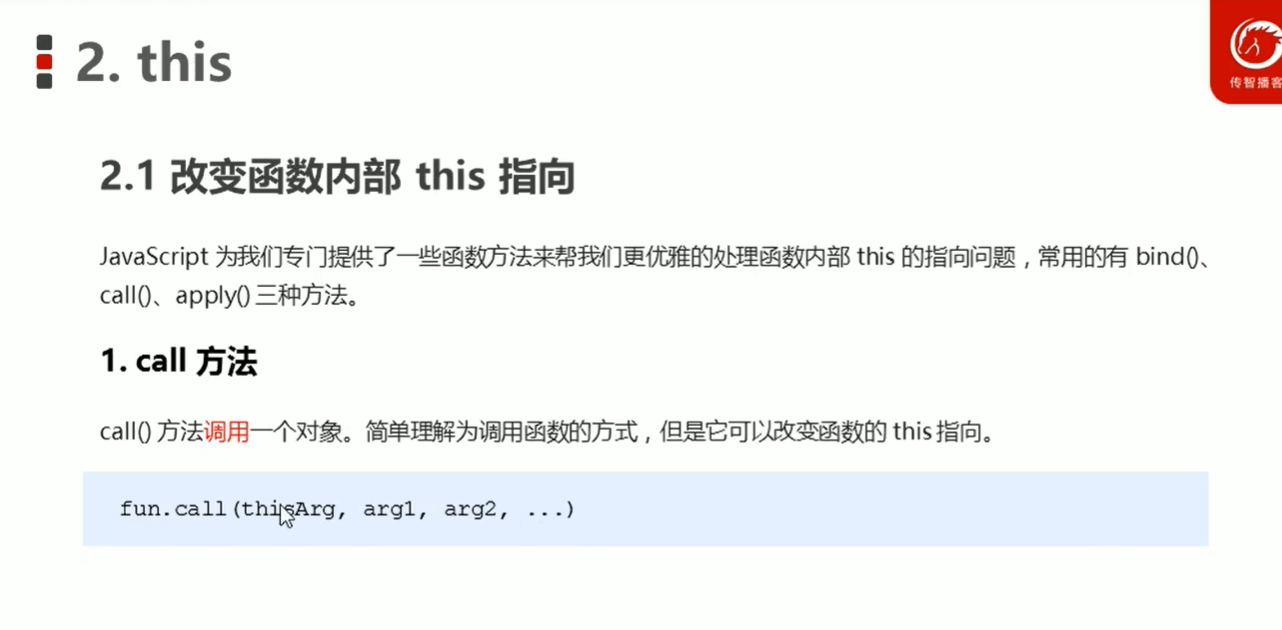 2. this
传智播客
2.1 改变函数内部 this 指向
JavaScript 为我们专门提供了一些函数方法来帮我们更优雅的处理函数内部 this 的指向问题，常用的有 bind()、
call()、apply() 三种方法。
1. call 方法
call() 方法调用一个对象。简单理解为调用函数的方式，但是它可以改变函数的 this 指向。
fun.call(thisArg, arg1, arg2, ...)